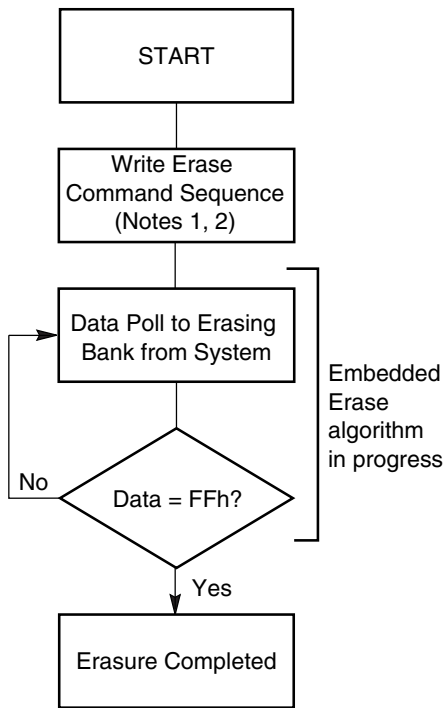 START
Write Erase
Command Sequence
(Notes 1, 2)
Data Poll to Erasing
Bank from System
Embedded
Erase
algorithm
in progress
No
Data = FFh?
Yes
Erasure Completed